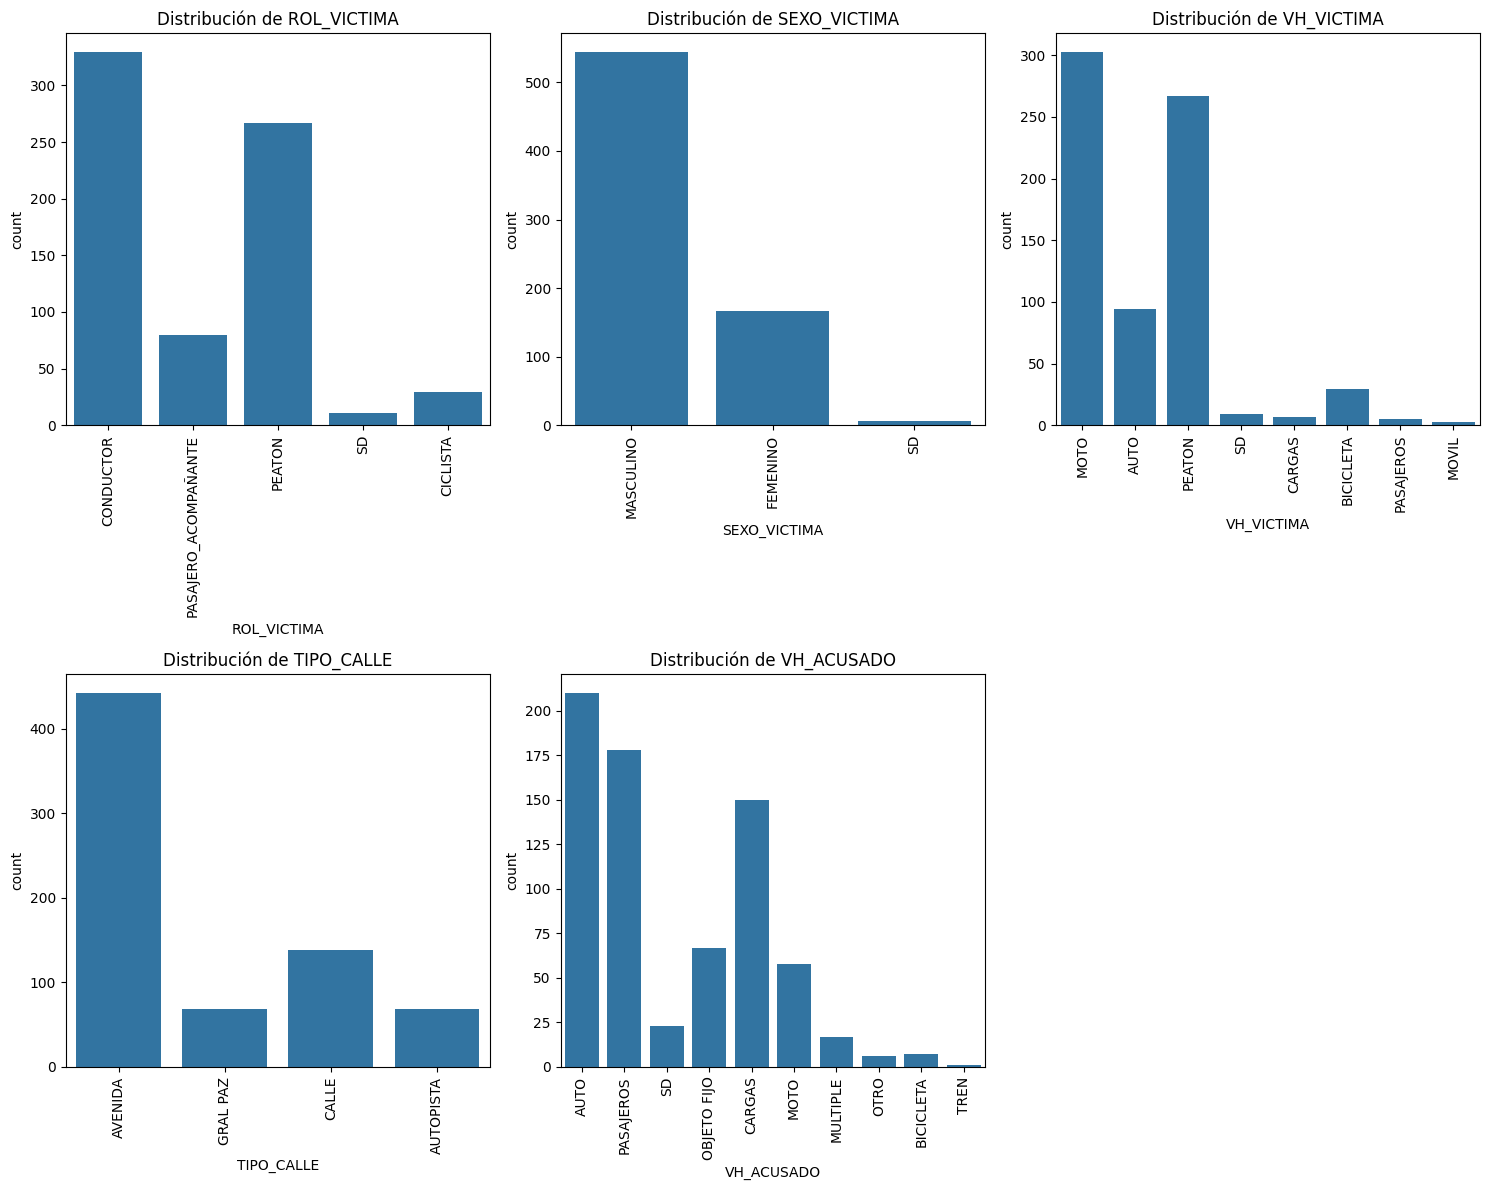 Distribución de ROL_VICTIMA
300
250
200
150
100
50
0
count
CONDUCTOR
PASAJERO_ACOMPAÑANTE
PEATON
SD
CICLISTA
ROL_VICTIMA
Distribución de SEXO_VICTIMA
500
400
300
200
100
0
count
MASCULINO
FEMENINO
SD
SEXO_VICTIMA
Distribución de VH_VICTIMA
300
250
200
150
100
50
0
count
MOTO
AUTO
PEATON
SD
CARGAS
BICICLETA
PASAJEROS
MOVIL
VH_VICTIMA
Distribución de TIPO_CALLE
400
300
200
100
0
count
AVENIDA
GRAL PAZ
CALLE
AUTOPISTA
TIPO_CALLE
Distribución de VH_ACUSADO
200
175
150
125
100
75
50
25
0
count
AUTO
PASAJEROS
SD
OBJETO FIJO
CARGAS
MOTO
MULTIPLE
OTRO
BICICLETA
TREN
VH_ACUSADO